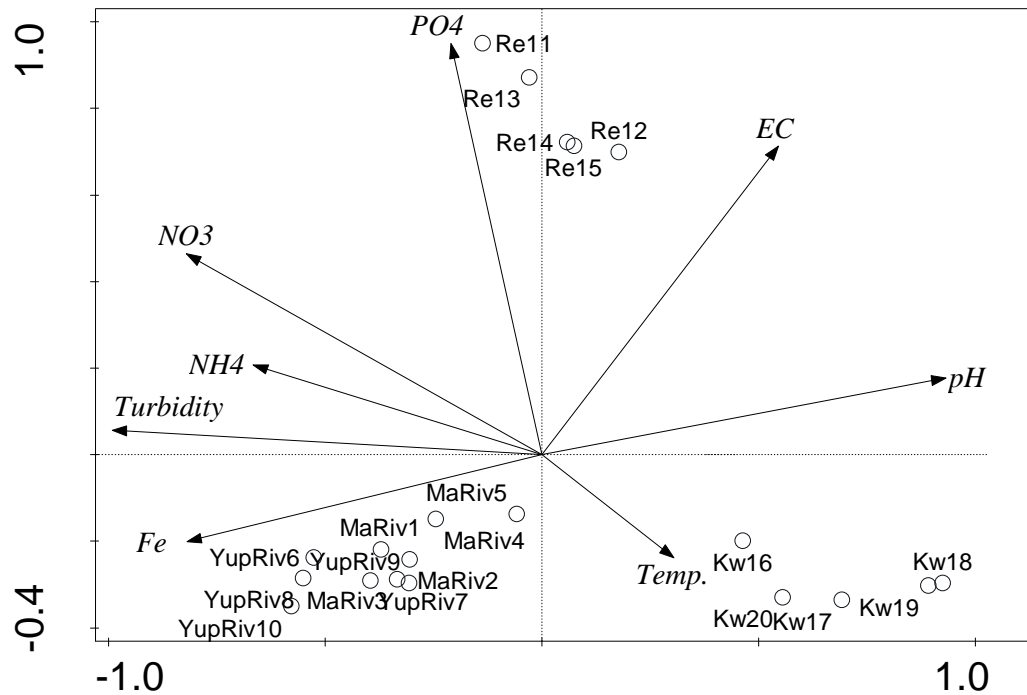 1.0
PO4
Re11
Re13
Re14
Re12
Re15
EC
NO3
NH4
Turbidity
pH
Fe
MaRiv5
MaRiv1
MaRiv4
YupRiv6
YupRiv9
MaRiv2
YupRiv8
MaRiv3
YupRiv7
YupRiv10
Temp.
Kw16
Kw18
Kw20
Kw17
Kw19
-0.4
-1.0
1.0